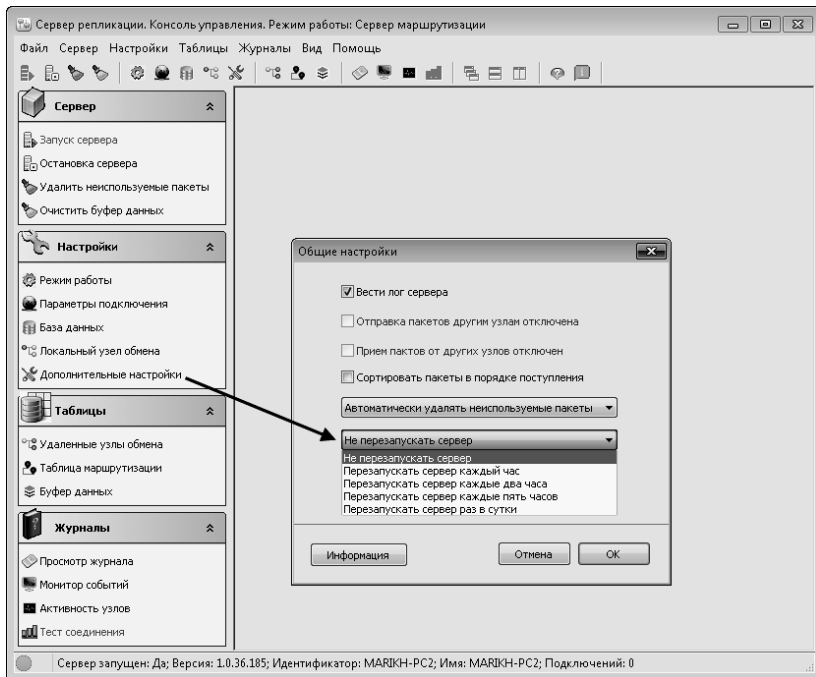 Сервер репликации. Консоль управления. Режим работы: Сервер маршрутизации
Файл Сервер Настройки Таблицы Журналы Вид Помощь
Сервер
Запуск сервера
Остановка сервера
Удалить неиспользуемые пакеты
Очистить буфер данных
Настройки
Режим работы
Параметры подключения
База данных
Локальный узел обмена
Дополнительные настройки
Таблицы
Удаленные узлы обмена
Таблица маршрутизации
Буфер данных
Журналы
Просмотр журнала
Монитор событий
Активность узлов
Тест соединения
Общие настройки
Вести лог сервера
Отправка пакетов другим узлам отключена
Прием пактов от других узлов отключен
Сортировать пакеты в порядке поступления
Автоматически удалять неиспользуемые пакеты
Не перезапускать сервер
Не перезапускать сервер
Перезапускать сервер каждый час
Перезапускать сервер каждые два часа
Перезапускать сервер каждые пять часов
Перезапускать сервер раз в сутки
Информация Отмена ОК
Сервер запущен: Да; Версия: 1.0.36.185; Идентификатор: MARIKH-PC2; Имя: MARIKH-PC2; Подключений: 0